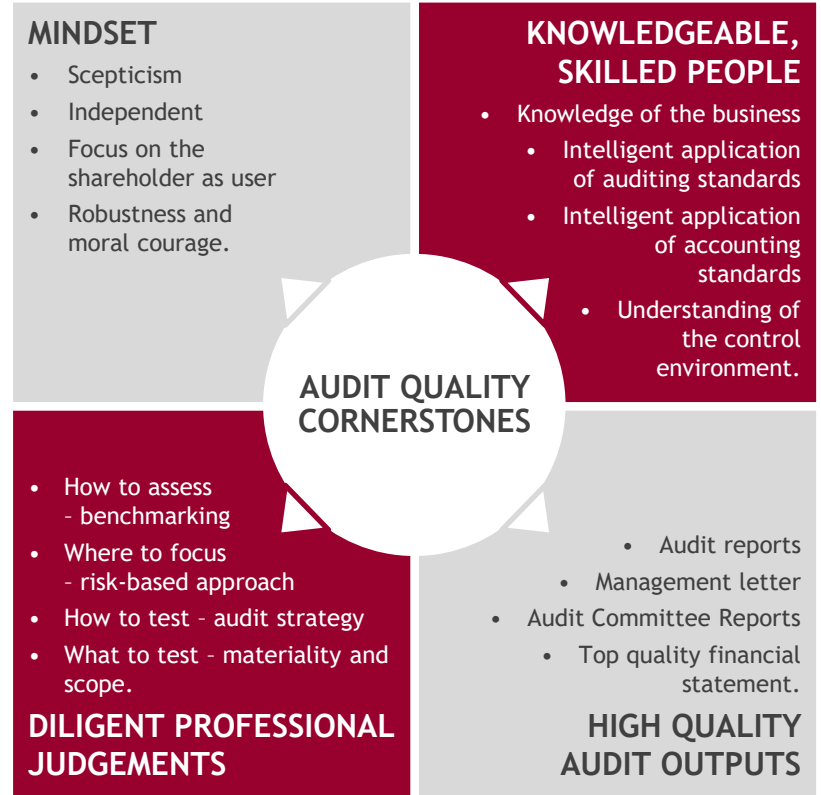 MINDSET
• Scepticism
• Independent
• Focus on the
shareholder as user
• Robustness and
moral courage.
KNOWLEDGEABLE,
SKILLED PEOPLE
• Knowledge of the business
• Intelligent application
of auditing standards
• Intelligent application
of accounting
standards
• Understanding of
the control
environment.
AUDIT QUALITY
CORNERSTONES
• How to assess
– benchmarking
• Where to focus
– risk-based approach
• How to test – audit strategy
• What to test – materiality and
scope.
DILIGENT PROFESSIONAL
JUDGEMENTS
• Audit reports
• Management letter
• Audit Committee Reports
• Top quality financial
statement.
HIGH QUALITY
AUDIT OUTPUTS